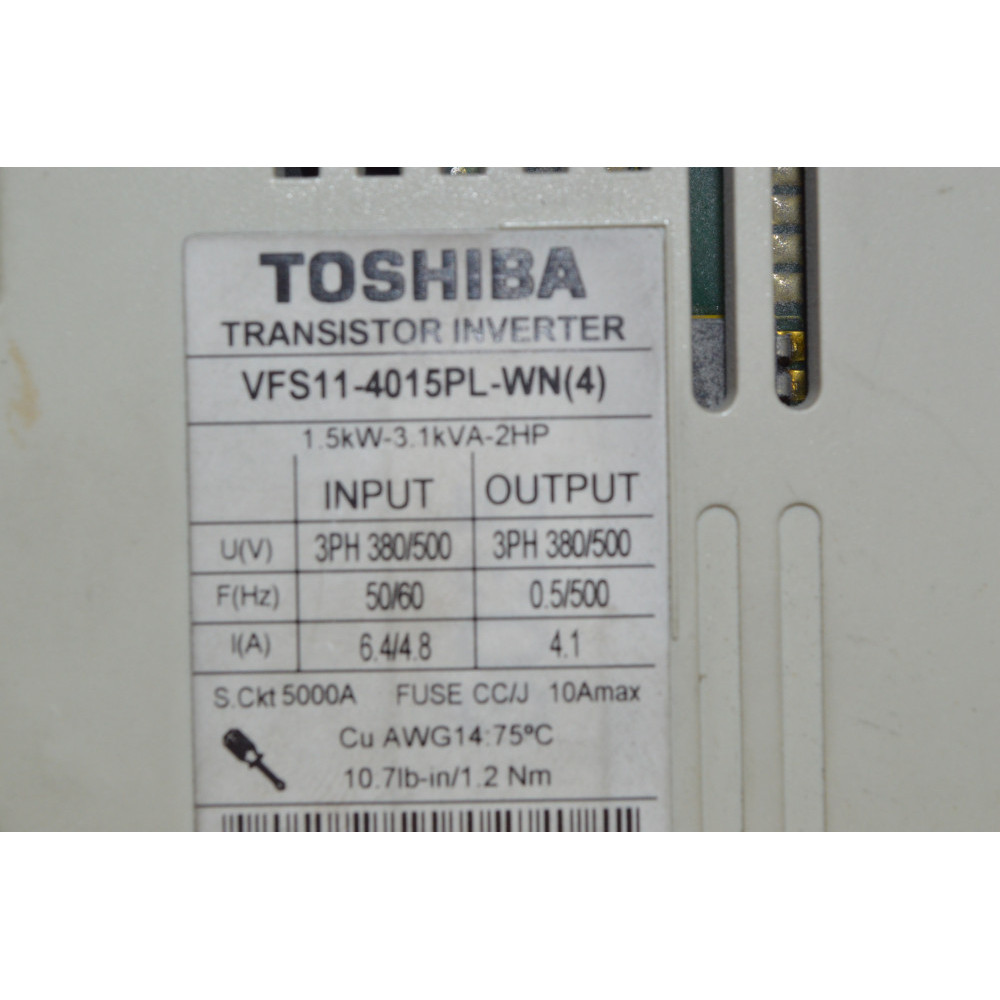 TOSHIBA
TRANSISTOR INVERTER
VFS11-4015PL-WN(4)
1.5kW-3.1kVA-2HP
INPUT OUTPUT
U(V) 3PH 380/500 3PH 380/500
F(Hz) 50/60 0.5/500
I(A) 6.4/4.8 4.1
S.Ckt 5000A FUSE CC/J 10Amax
Cu AWG14:75ºC
10.7lb-in/1.2 Nm